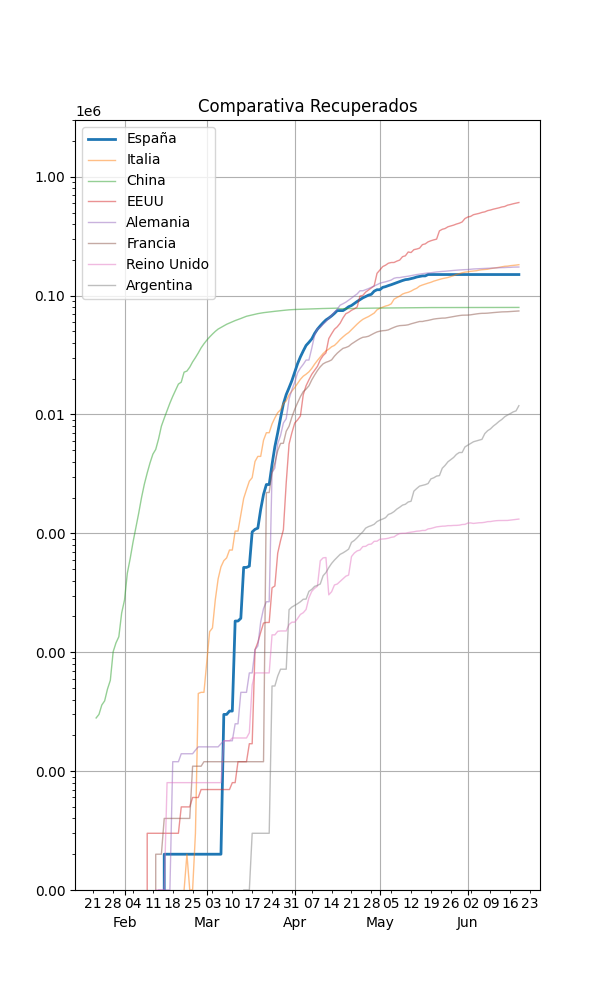 Comparativa Recuperados
1e6
España
Italia
China
EEUU
Alemania
Francia
Reino Unido
Argentina
1.00
0.10
0.01
0.00
0.00
0.00
0.00
21 28 04 11 18 25 03 10 17 24 31 07 14 21 28 05 12 19 26 02 09 16 23
Feb Mar Apr May Jun